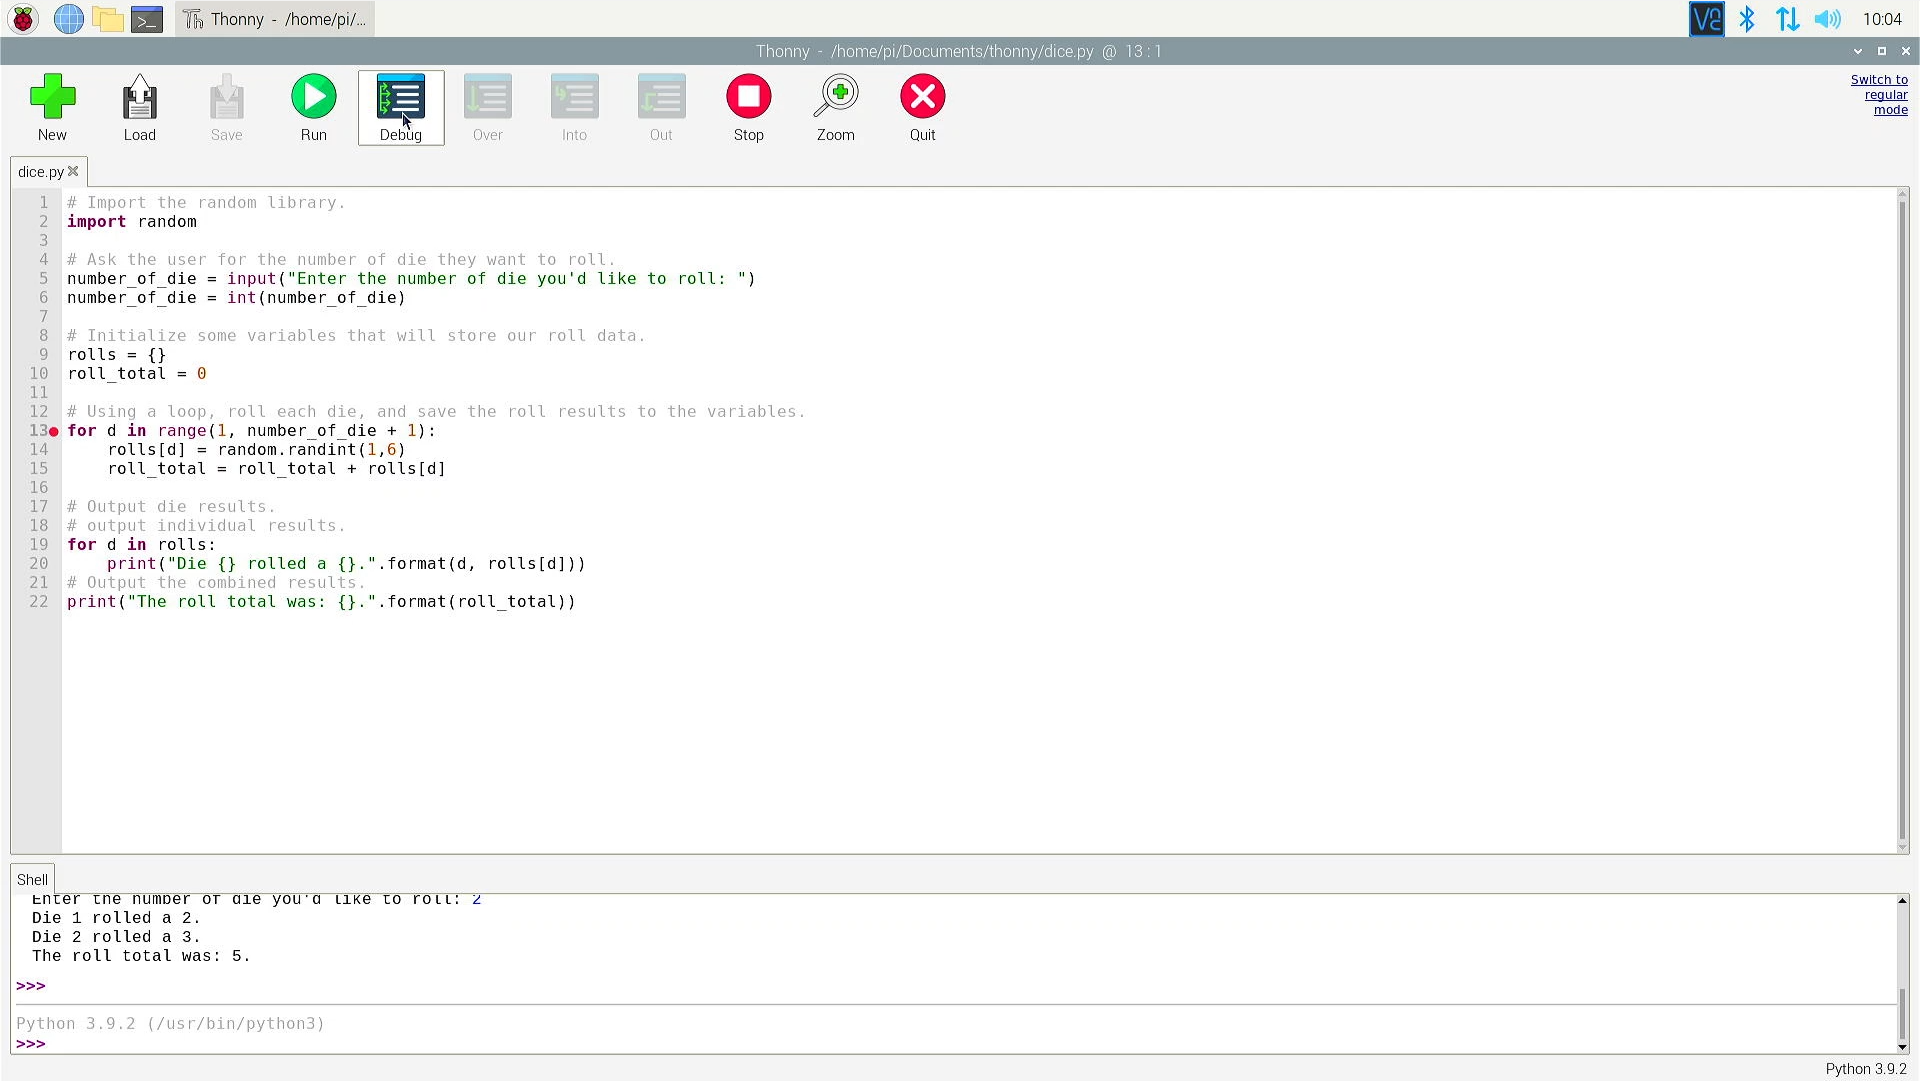 Thonny - /home/pi/...
10:04
Thonny - /home/pi/Documents/thonny/dice.py @ 13 : 1
New
Load
Save
Run
Debug
Over
Into
Out
Stop
Zoom
Quit
Switch to
regular
mode
dice.py
1 # Import the random library.
2 import random
3
4 # Ask the user for the number of die they want to roll.
5 number_of_die = input("Enter the number of die you'd like to roll: ")
6 number_of_die = int(number_of_die)
7
8 # Initialize some variables that will store our roll data.
9 rolls = {}
10 roll_total = 0
11
12 # Using a loop, roll each die, and save the roll results to the variables.
13 for d in range(1, number_of_die + 1):
14     rolls[d] = random.randint(1,6)
15     roll_total = roll_total + rolls[d]
16
17 # Output die results.
18 # output individual results.
19 for d in rolls:
20     print("Die {} rolled a {}.".format(d, rolls[d]))
21 # Output the combined results.
22 print("The roll total was: {}.".format(roll_total))
Shell
Enter the number of die you'd like to roll: 2
Die 1 rolled a 2.
Die 2 rolled a 3.
The roll total was: 5.
>>>
Python 3.9.2 (/usr/bin/python3)
>>>
Python 3.9.2